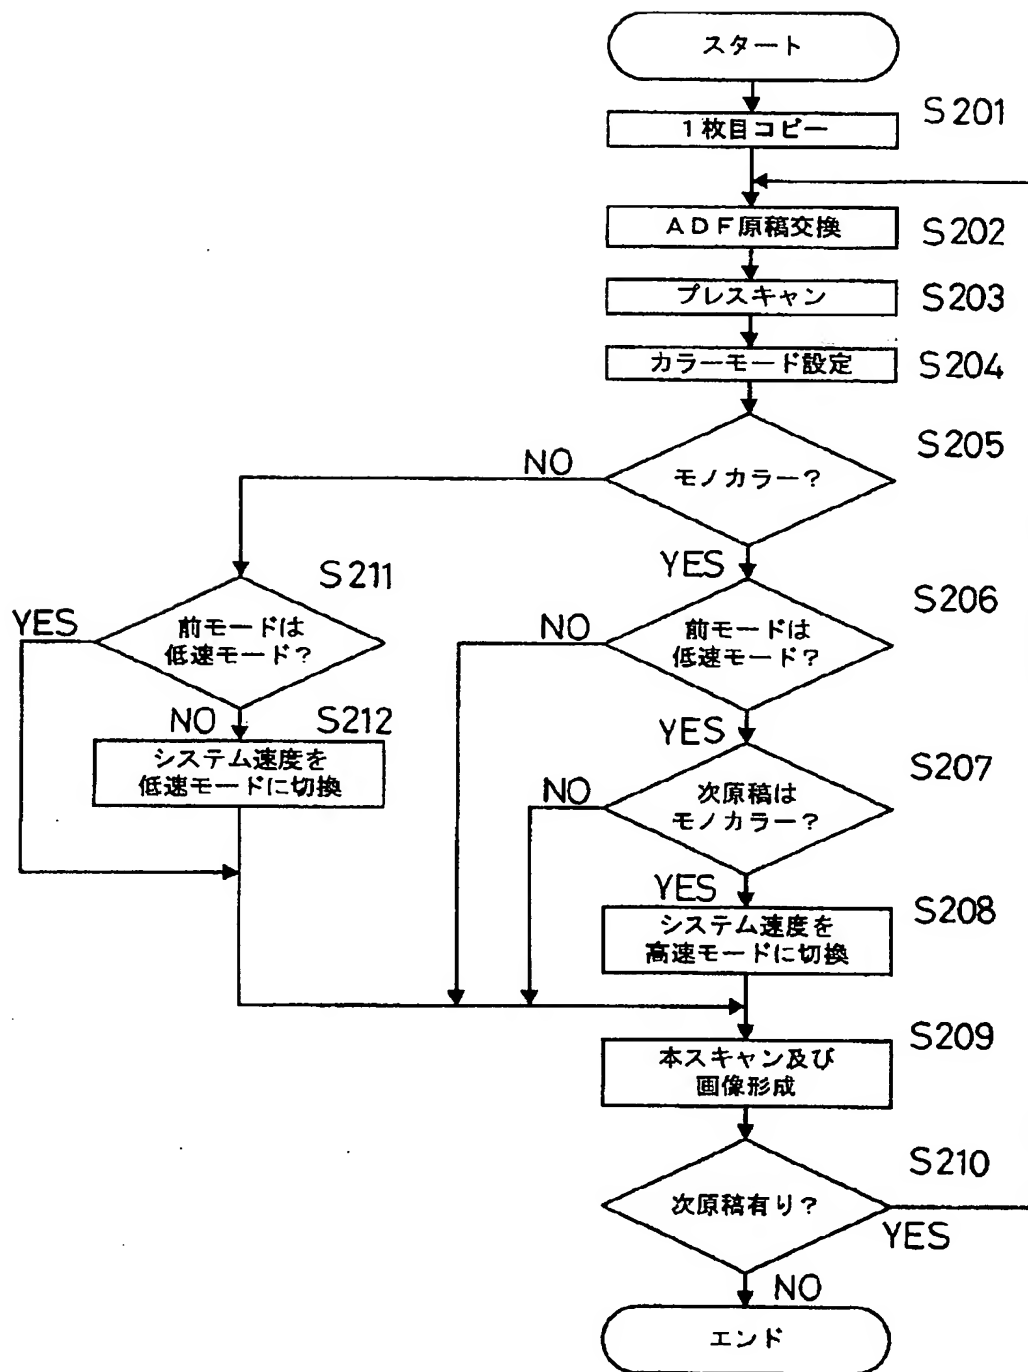 スタート
S201
1枚目コピー
ADF原稿交換
S202
プレスキャン
S203
カラーモード設定
S204
S205
NO
モノカラー?
YES
S211
S206
YES
前モードは
低速モード?
NO
前モードは
低速モード?
NO
S212
YES
システム速度を
低速モードに切換
S207
NO
次原稿は
モノカラー?
YES
S208
システム速度を
高速モードに切換
S209
本スキャン及び
画像形成
S210
次原稿有り?
YES
NO
エンド